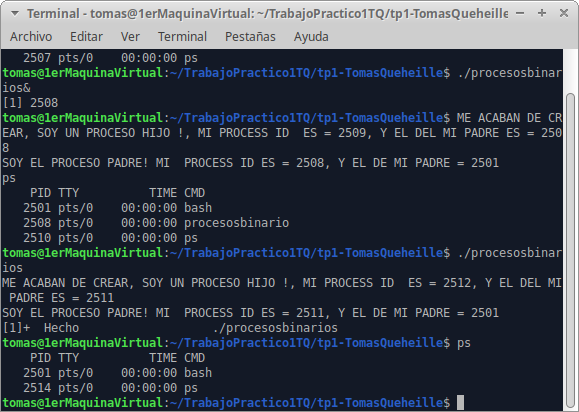 Terminal - tomas@1erMaquinaVirtual: ~/TrabajoPractico1TQ/tp1-TomasQueheille
Archivo Editar Ver Terminal Pestañas Ayuda
2507 pts/0    00:00:00 ps
tomas@1erMaquinaVirtual:~/TrabajoPractico1TQ/tp1-TomasQueheille$ ./procesosbinar
ios&
[1] 2508
tomas@1erMaquinaVirtual:~/TrabajoPractico1TQ/tp1-TomasQueheille$ ME ACABAN DE CR
EAR, SOY UN PROCESO HIJO !, MI PROCESS ID  ES = 2509, Y EL DEL MI PADRE ES = 250
8
SOY EL PROCESO PADRE! MI  PROCESS ID ES = 2508, Y EL DE MI PADRE = 2501
ps
PID TTY          TIME CMD
2501 pts/0    00:00:00 bash
2508 pts/0    00:00:00 procesosbinario
2510 pts/0    00:00:00 ps
tomas@1erMaquinaVirtual:~/TrabajoPractico1TQ/tp1-TomasQueheille$ ./procesosbinar
ios
ME ACABAN DE CREAR, SOY UN PROCESO HIJO !, MI PROCESS ID  ES = 2512, Y EL DEL MI
PADRE ES = 2511
SOY EL PROCESO PADRE! MI  PROCESS ID ES = 2511, Y EL DE MI PADRE = 2501
[1]+  Hecho                   ./procesosbinarios
tomas@1erMaquinaVirtual:~/TrabajoPractico1TQ/tp1-TomasQueheille$ ps
PID TTY          TIME CMD
2501 pts/0    00:00:00 bash
2514 pts/0    00:00:00 ps
tomas@1erMaquinaVirtual:~/TrabajoPractico1TQ/tp1-TomasQueheille$